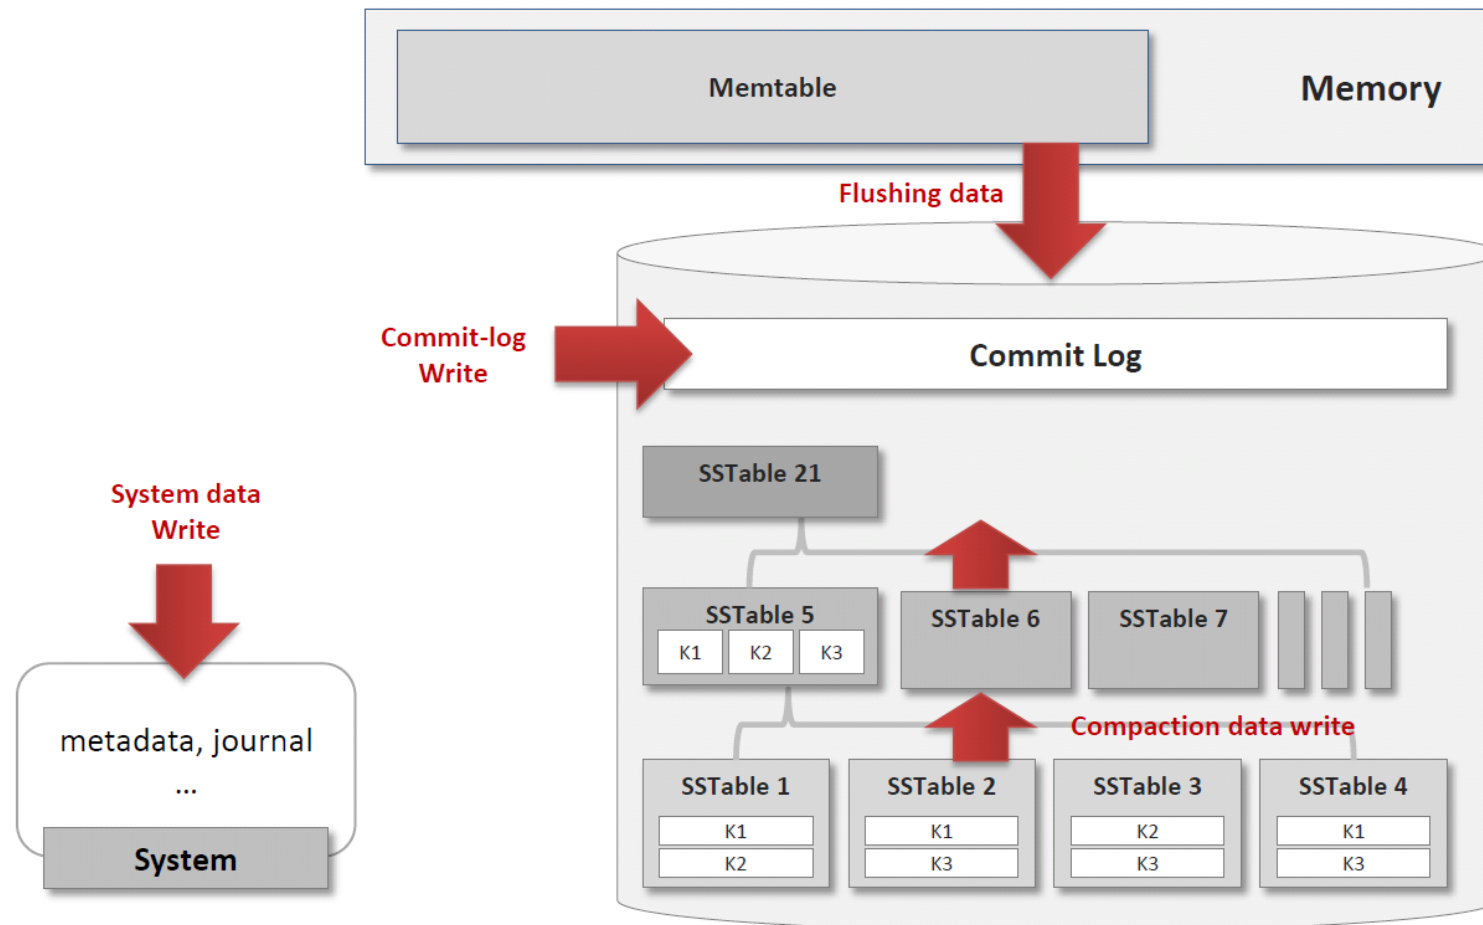 Memtable
Memory
Flushing data
Commit-log
Write
Commit Log
SSTable 21
System data
Write
SSTable 5
K1 K2 K3
SSTable 6
SSTable 7
metadata, journal
...
System
Compaction data write
SSTable 1
K1
K2
SSTable 2
K1
K3
SSTable 3
K2
K3
SSTable 4
K1
K3